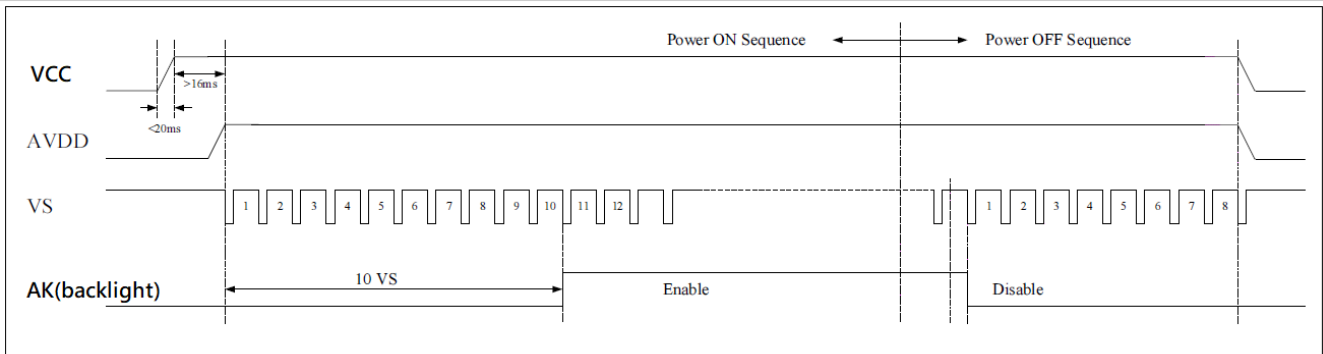 Power ON Sequence
Power OFF Sequence
VCC
>16ms
<20ms
AVDD
VS
1 2 3 4 5 6 7 8 9 10 11 12
1 2 3 4 5 6 7 8
10 VS
AK(backlight)
Enable
Disable